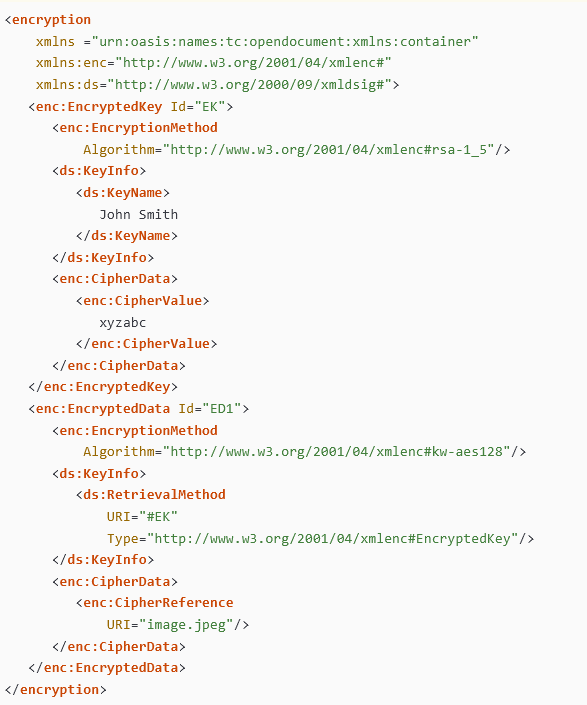 <encryption
    xmlns ="urn:oasis:names:tc:opendocument:xmlns:container"
    xmlns:enc="http://www.w3.org/2001/04/xmlenc#"
    xmlns:ds="http://www.w3.org/2000/09/xmldsig#">
   <enc:EncryptedKey Id="EK">
      <enc:EncryptionMethod
          Algorithm="http://www.w3.org/2001/04/xmlenc#rsa-1_5"/>
      <ds:KeyInfo>
         <ds:KeyName>
            John Smith
         </ds:KeyName>
      </ds:KeyInfo>
      <enc:CipherData>
         <enc:CipherValue>
            xyzabc
         </enc:CipherValue>
      </enc:CipherData>
   </enc:EncryptedKey>
   <enc:EncryptedData Id="ED1">
      <enc:EncryptionMethod
          Algorithm="http://www.w3.org/2001/04/xmlenc#kw-aes128"/>
      <ds:KeyInfo>
         <ds:RetrievalMethod
             URI="#EK"
             Type="http://www.w3.org/2001/04/xmlenc#EncryptedKey"/>
      </ds:KeyInfo>
      <enc:CipherData>
         <enc:CipherReference
             URI="image.jpeg"/>
      </enc:CipherData>
   </enc:EncryptedData>
</encryption>